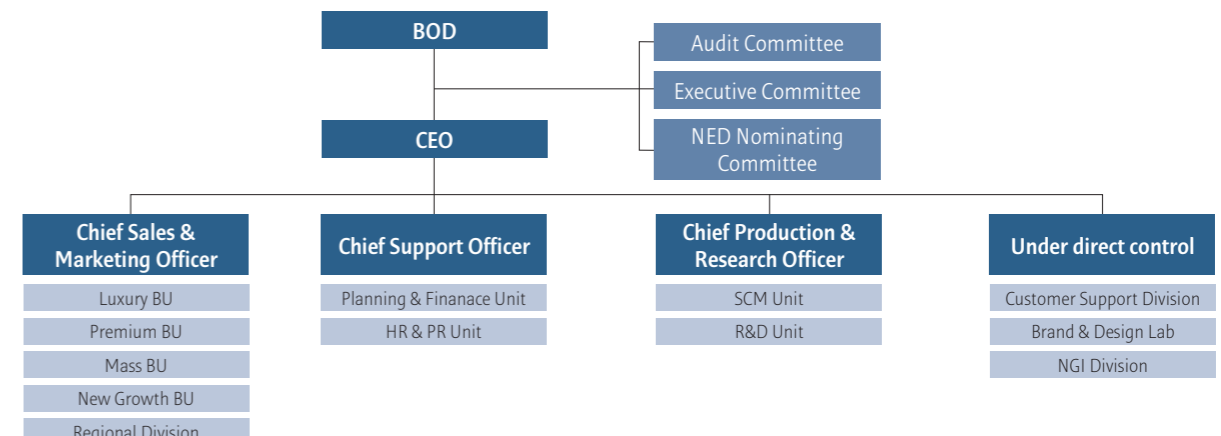 BOD
Audit Committee
Executive Committee
NED Nominating
Committee
CEO
Chief Sales &
Marketing Officer
Luxury BU
Premium BU
Mass BU
New Growth BU
Regional Division
Chief Support Officer
Planning & Finanace Unit
HR & PR Unit
Chief Production &
Research Officer
SCM Unit
R&D Unit
Under direct control
Customer Support Division
Brand & Design Lab
NGI Division